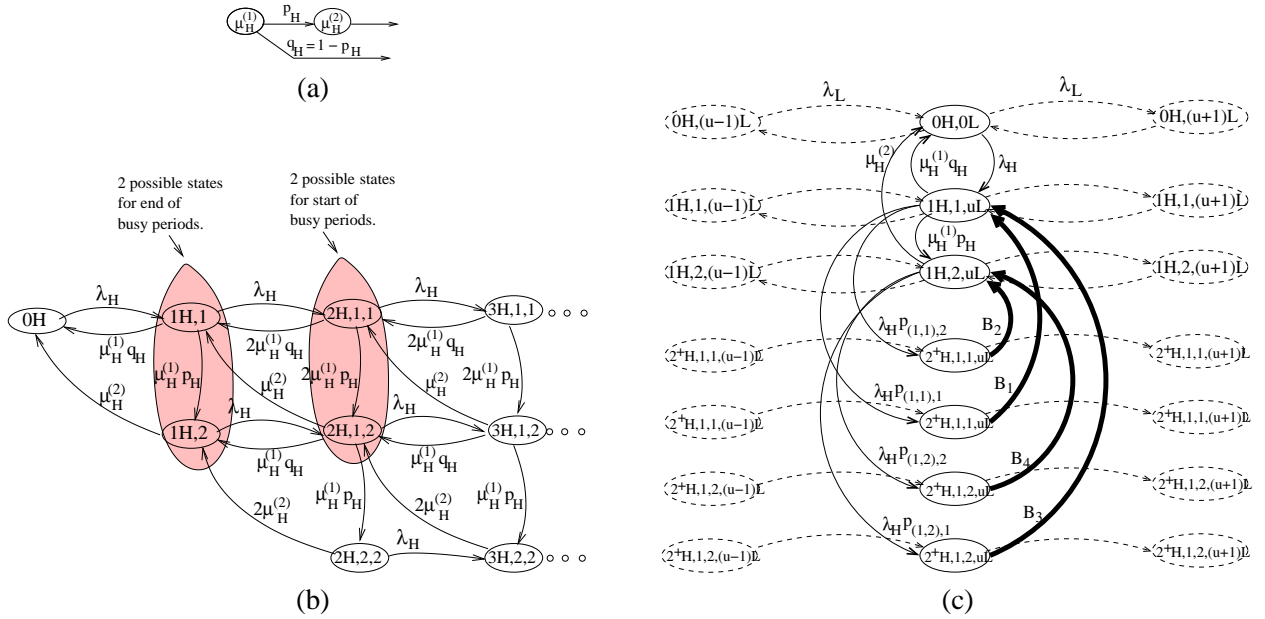 μ_H^(1)
p_H
μ_H^(2)
q_H = 1 − p_H
(a)
2 possible states
for end of
busy periods.
2 possible states
for start of
busy periods.
λ_H
λ_H
λ_H
0H
1H,1
2H,1,1
3H,1,1
μ_H^(1) q_H
2μ_H^(1) q_H
2μ_H^(1) q_H
μ_H^(2)
μ_H^(1) p_H
μ_H^(2)
2μ_H^(1) p_H
μ_H^(2)
2μ_H^(1) p_H
λ_H
λ_H
1H,2
2H,1,2
3H,1,2
μ_H^(1) q_H
μ_H^(1) q_H
2μ_H^(2)
μ_H^(1) p_H
2μ_H^(2)
μ_H^(1) p_H
λ_H
2H,2,2
3H,2,2
(b)
λ_L
λ_L
0H,(u−1)L
0H,0L
0H,(u+1)L
μ_H^(2)
μ_H^(1) q_H
λ_H
1H,1,(u−1)L
1H,1,uL
1H,1,(u+1)L
μ_H^(1) p_H
1H,2,(u−1)L
1H,2,uL
1H,2,(u+1)L
λ_H p_(1,1),2
B_2
2⁺H,1,1,(u−1)L
2⁺H,1,1,uL
2⁺H,1,1,(u+1)L
λ_H p_(1,1),1
B_1
2⁺H,1,1,(u−1)L
2⁺H,1,1,uL
2⁺H,1,1,(u+1)L
λ_H p_(1,2),2
B_4
2⁺H,1,2,(u−1)L
2⁺H,1,2,uL
2⁺H,1,2,(u+1)L
λ_H p_(1,2),1
B_3
2⁺H,1,2,(u−1)L
2⁺H,1,2,uL
2⁺H,1,2,(u+1)L
(c)